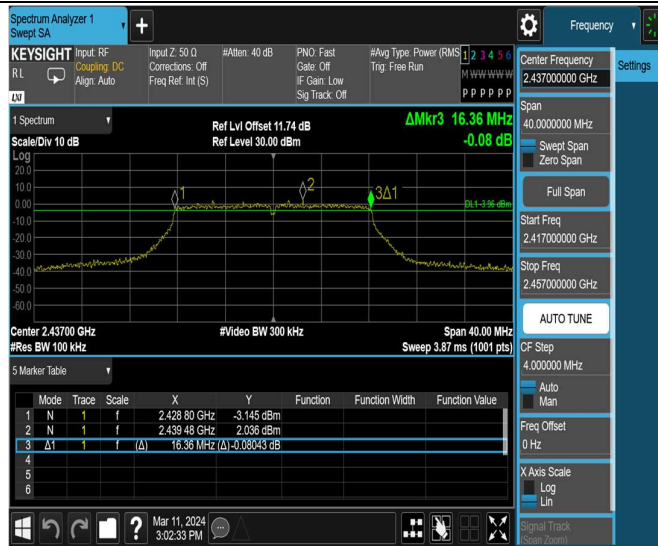 Spectrum Analyzer 1
Swept SA
Frequency
KEYSIGHT
RL
LXI
Input: RF
Coupling: DC
Align: Auto
Input Z: 50 Ω
Corrections: Off
Freq Ref: Int (S)
#Atten: 40 dB
PNO: Fast
Gate: Off
IF Gain: Low
Sig Track: Off
#Avg Type: Power (RMS
Trig: Free Run
1 2 3 4 5 6
M W W W W W
P P P P P P
1 Spectrum
Scale/Div 10 dB
Ref Lvl Offset 11.74 dB
Ref Level 30.00 dBm
ΔMkr3 16.36 MHz
-0.08 dB
Log
20.0
10.0
0.00
-10.0
-20.0
-30.0
-40.0
-50.0
-60.0
1
2
3Δ1
DL1 -3.96 dBm
Center 2.43700 GHz
#Video BW 300 kHz
Span 40.00 MHz
#Res BW 100 kHz
Sweep 3.87 ms (1001 pts)
5 Marker Table
Mode Trace Scale X Y Function Function Width Function Value
1 N 1 f 2.428 80 GHz -3.145 dBm
2 N 1 f 2.439 48 GHz 2.036 dBm
3 Δ1 1 f (Δ) 16.36 MHz (Δ) -0.08043 dB
4
5
6
Mar 11, 2024
3:02:33 PM
Center Frequency
2.437000000 GHz
Settings
Span
40.0000000 MHz
Swept Span
Zero Span
Full Span
Start Freq
2.417000000 GHz
Stop Freq
2.457000000 GHz
AUTO TUNE
CF Step
4.000000 MHz
Auto
Man
Freq Offset
0 Hz
X Axis Scale
Log
Lin
Signal Track
(Span Zoom)